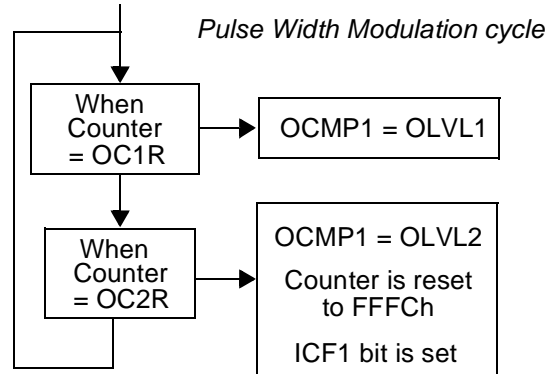 Pulse Width Modulation cycle
When
Counter
= OC1R
OCMP1 = OLVL1
When
Counter
= OC2R
OCMP1 = OLVL2
Counter is reset
to FFFCh
ICF1 bit is set